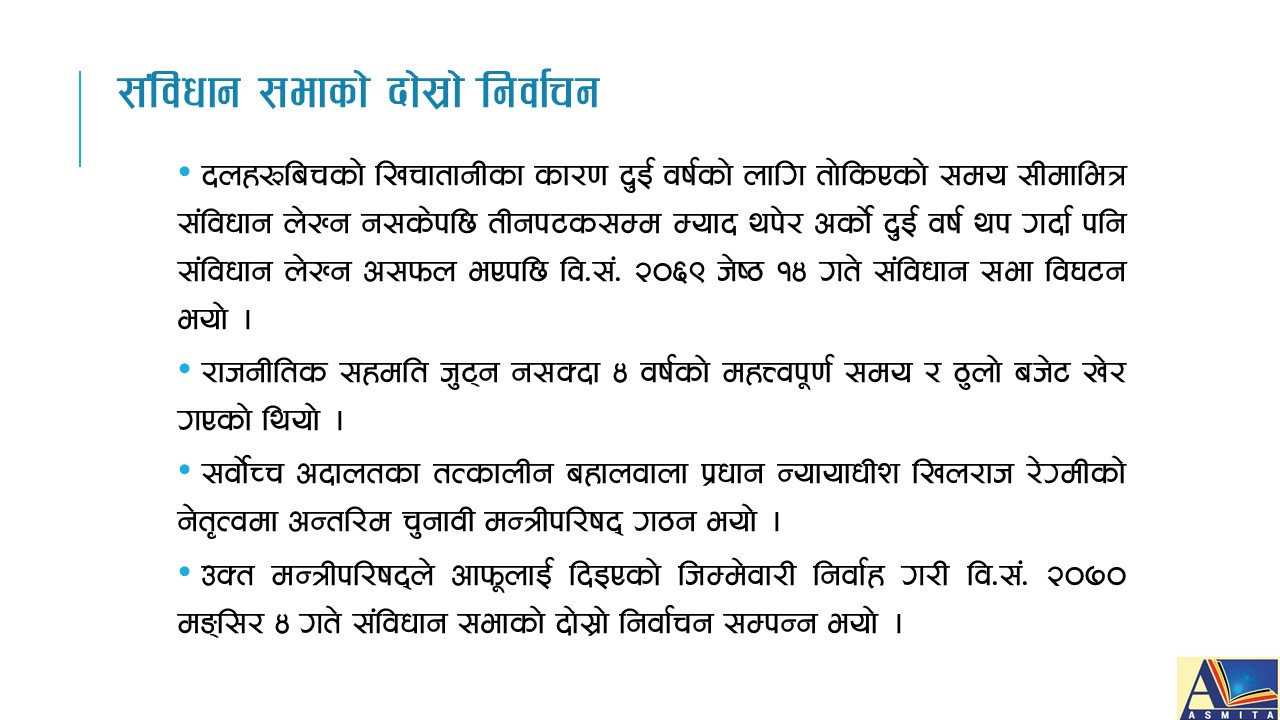 संविधान सभाको दोस्रो निर्वाचन
• दलहरुबिचको खिचातानीका कारण दुई वर्षको लागि तोकिएको समय सीमाभित्र
संविधान लेख्न नसकेपछि तीनपटकसम्म म्याद थपेर अर्को दुई वर्ष थप गर्दा पनि
संविधान लेख्न असफल भएपछि वि.सं. २०६९ जेष्ठ १४ गते संविधान सभा विघटन
भयो ।
• राजनीतिक सहमति जुट्न नसक्दा ४ वर्षको महत्त्वपूर्ण समय र ठुलो बजेट खेर
गएको थियो ।
• सर्वोच्च अदालतका तत्कालीन बहालवाला प्रधान न्यायाधीश खिलराज रेग्मीको
नेतृत्वमा अन्तरिम चुनावी मन्त्रीपरिषद् गठन भयो ।
• उक्त मन्त्रीपरिषद्ले आफूलाई दिइएको जिम्मेवारी निर्वाह गरी वि.सं. २०७०
मङ्सिर ४ गते संविधान सभाको दोस्रो निर्वाचन सम्पन्न भयो ।
ASMITA